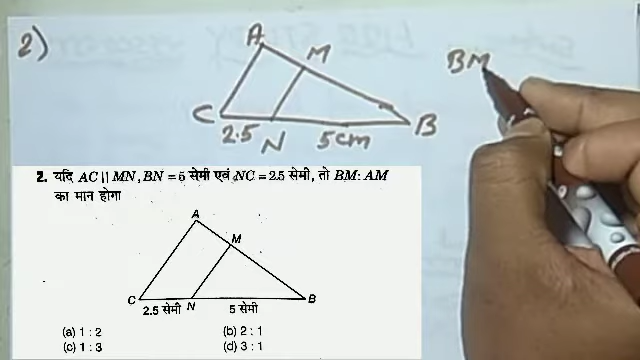 2)
A
M
BM
C
B
2.5
N
5cm
2. यदि AC || MN, BN = 5 सेमी एवं NC = 2.5 सेमी, तो BM : AM
का मान होगा
A
M
C
N
B
2.5 सेमी
5 सेमी
(a) 1 : 2
(b) 2 : 1
(c) 1 : 3
(d) 3 : 1